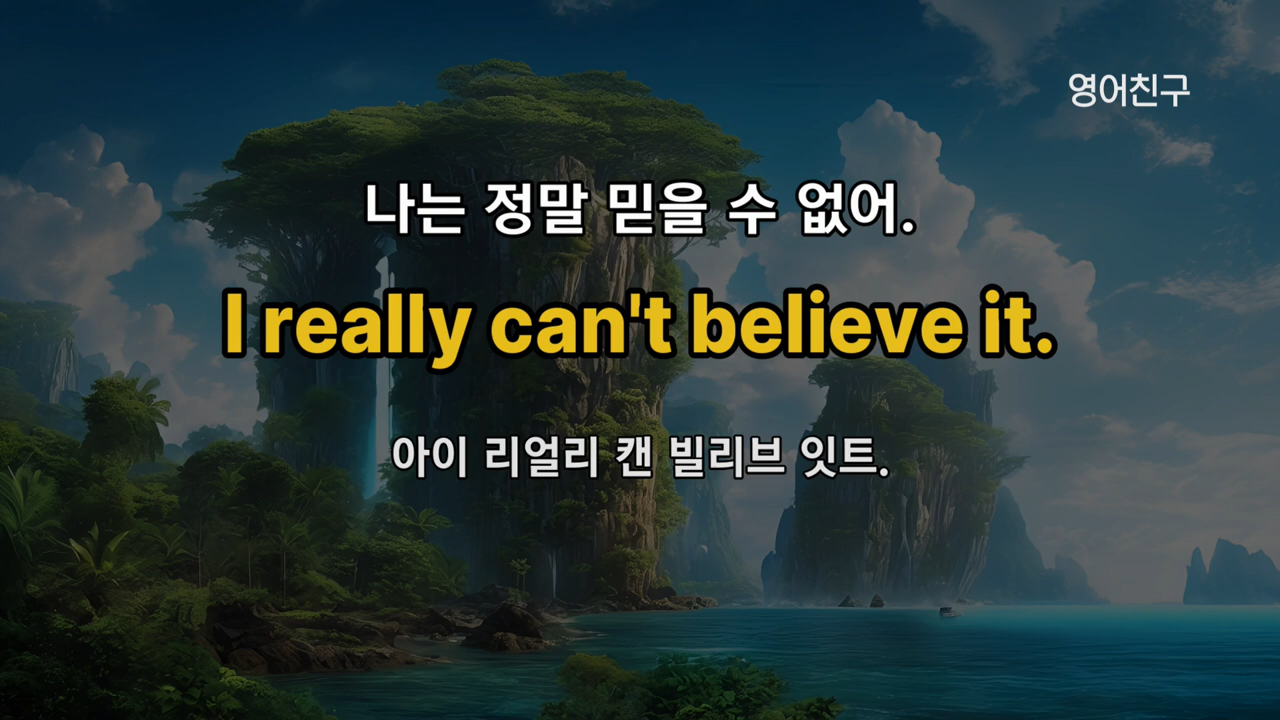 영어친구
나는 정말 믿을 수 없어.
I really can't believe it.
아이 리얼리 캔 빌리브 잇트.